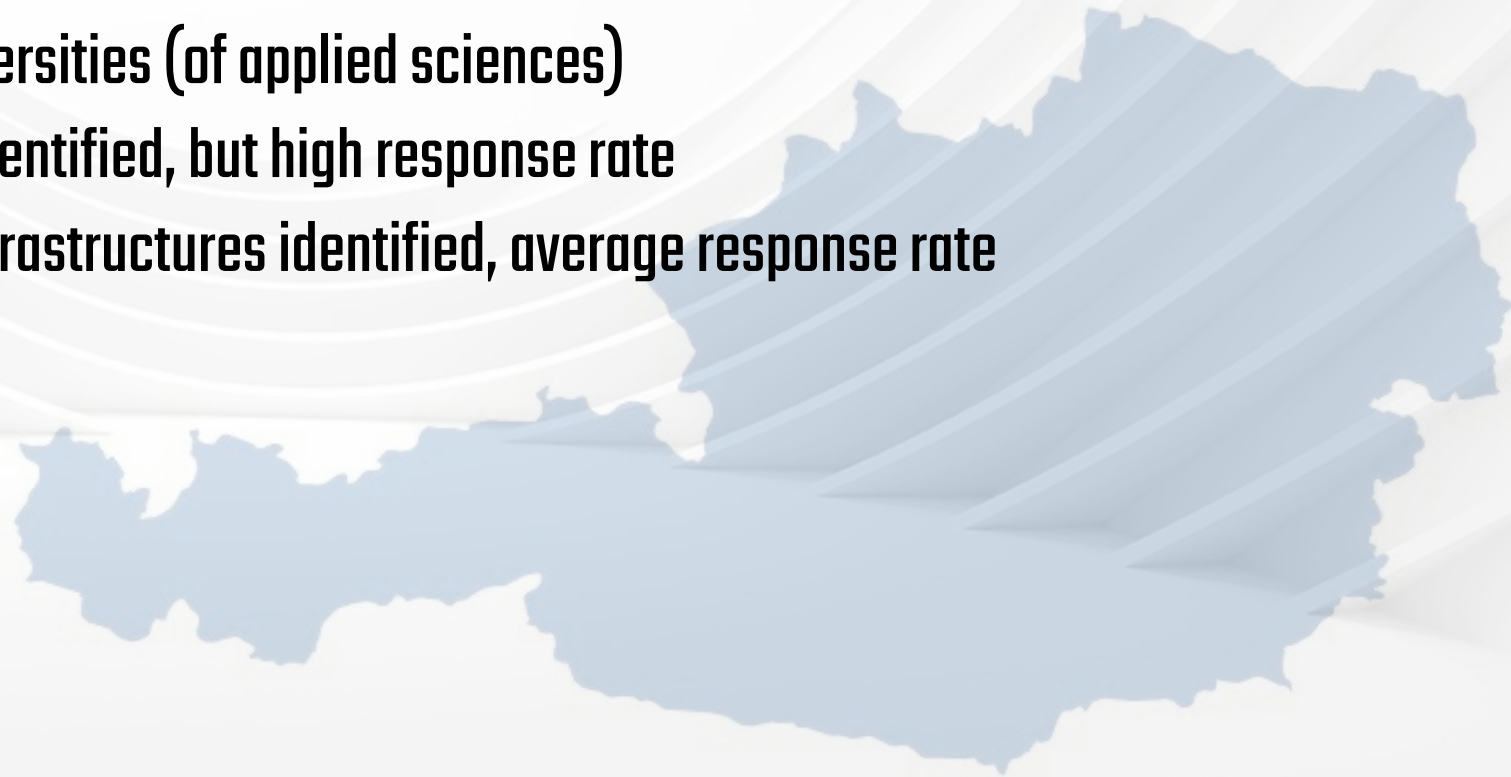 ersities (of applied sciences)
entified, but high response rate
rastructures identified, average response rate